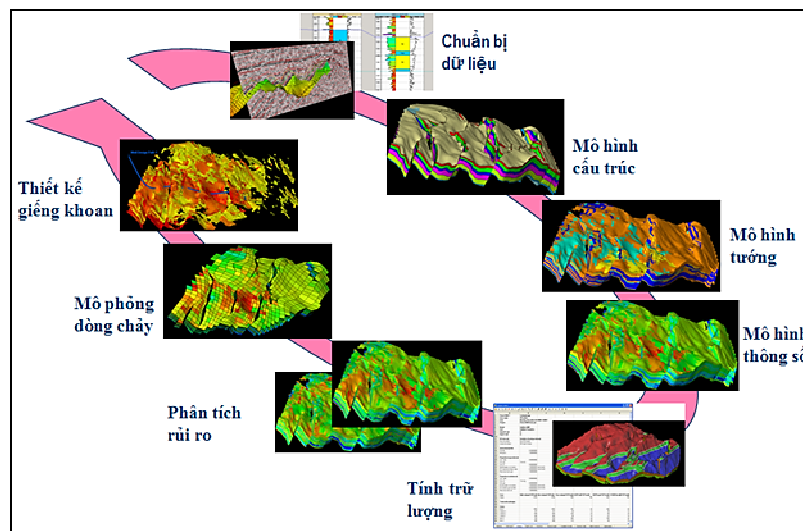 Chuẩn bị
dữ liệu
Mô hình
cấu trúc
Mô hình
tướng
Mô hình
thông số
Tính trữ
lượng
Phân tích
rủi ro
Mô phỏng
dòng chảy
Thiết kế
giếng khoan